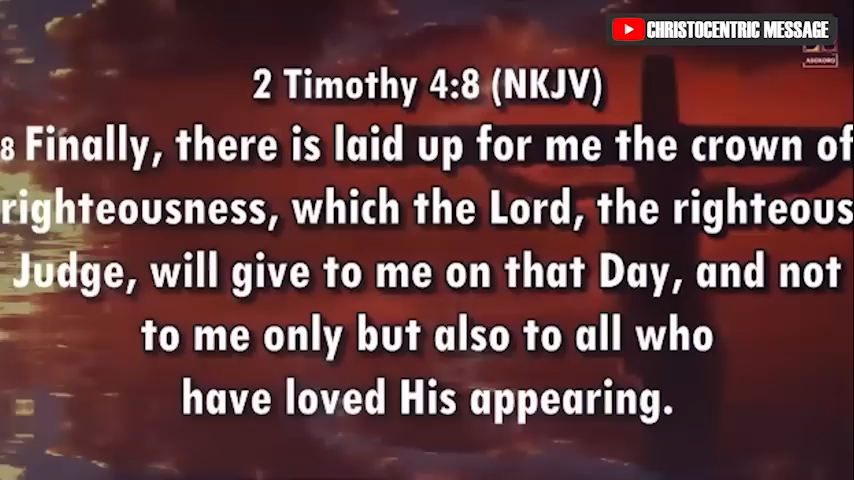 CHRISTOCENTRIC MESSAGE
ASOKORO
2 Timothy 4:8 (NKJV)
8 Finally, there is laid up for me the crown of
righteousness, which the Lord, the righteous
Judge, will give to me on that Day, and not
to me only but also to all who
have loved His appearing.